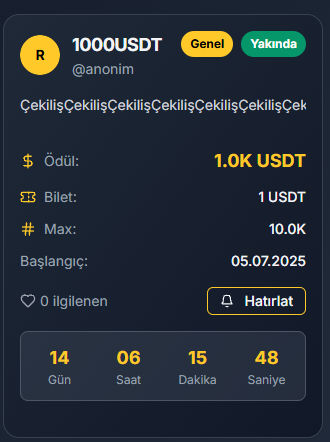 R
1000USDT
Genel
Yakında
@anonim
ÇekilişÇekilişÇekilişÇekilişÇekilişÇekilişÇek
Ödül:
1.0K USDT
Bilet:
1 USDT
Max:
10.0K
Başlangıç:
05.07.2025
0 ilgilenen
Hatırlat
14 06 15 48
Gün Saat Dakika Saniye